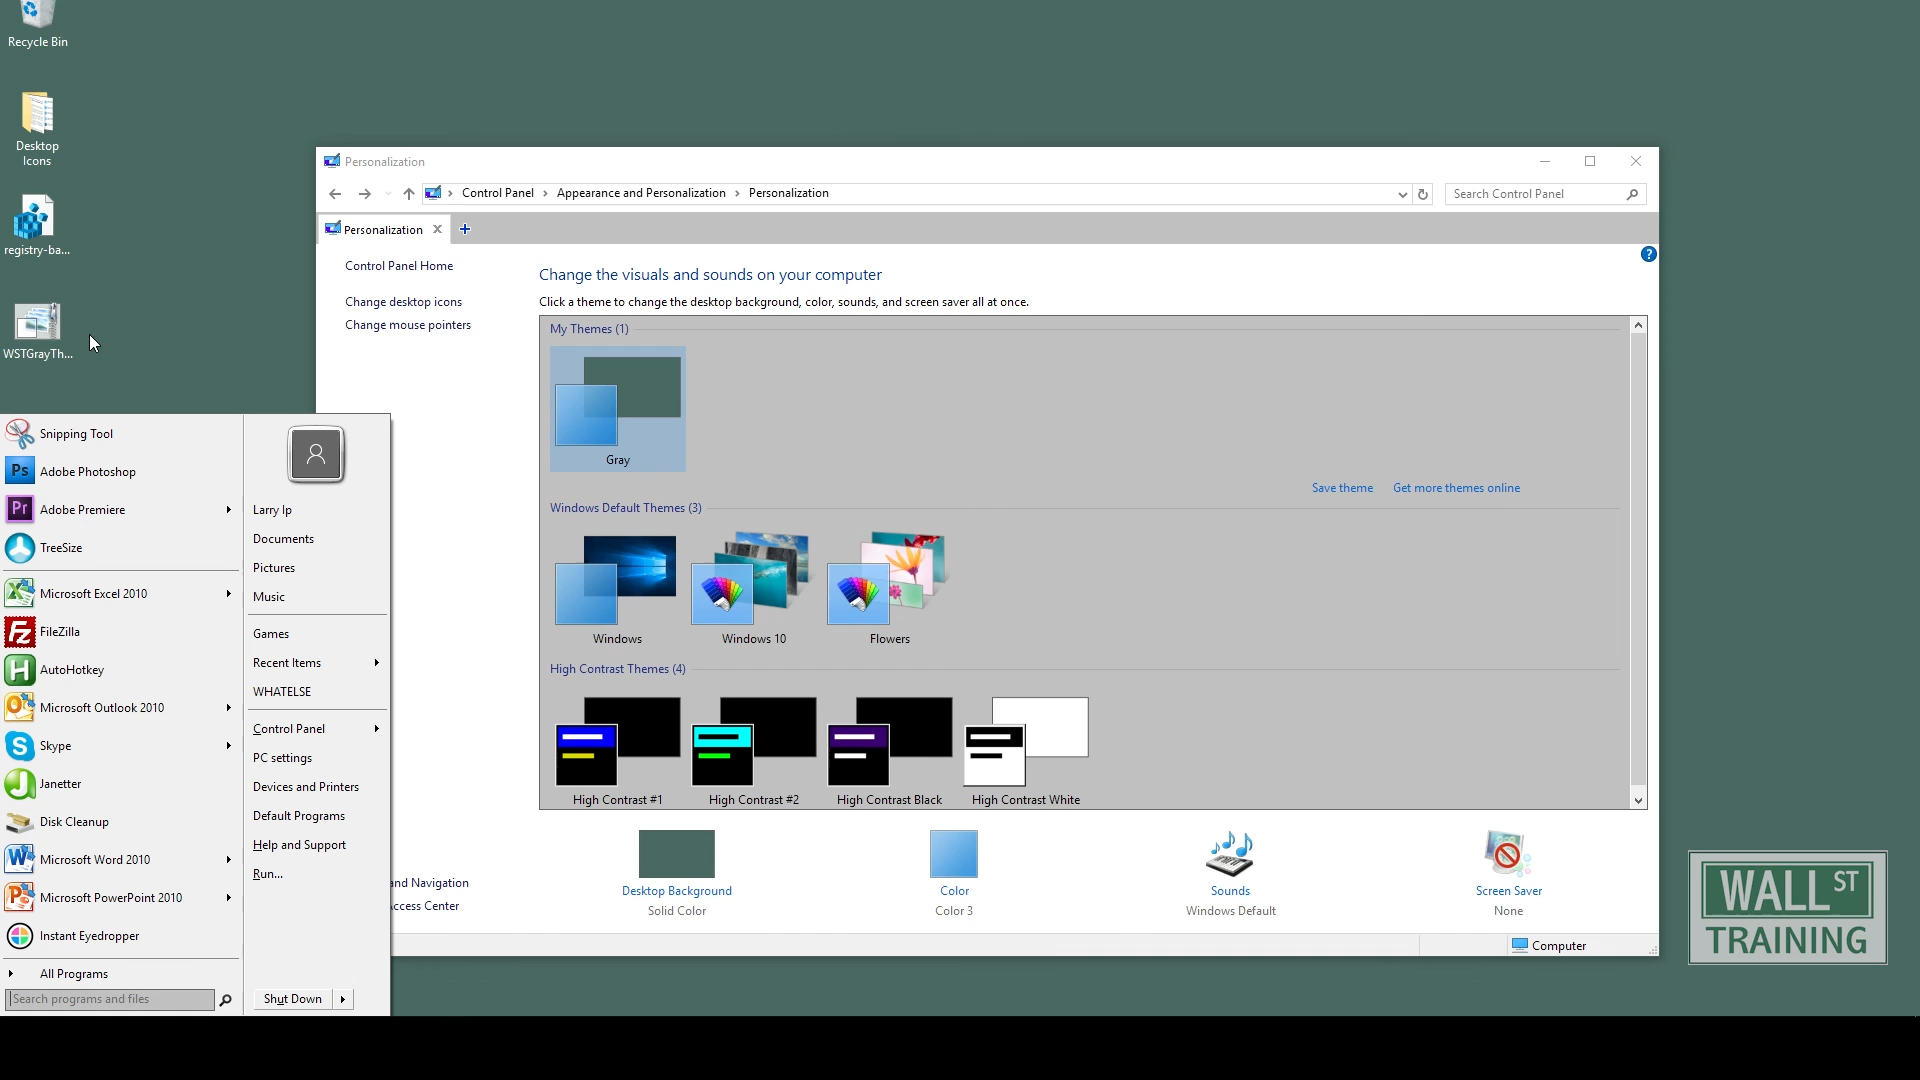 Recycle Bin
Desktop
Icons
registry-ba...
WSTGrayTh...
Personalization
Control Panel
Appearance and Personalization
Personalization
Search Control Panel
Personalization
Control Panel Home
Change desktop icons
Change mouse pointers
Change the visuals and sounds on your computer
Click a theme to change the desktop background, color, sounds, and screen saver all at once.
?
My Themes (1)
Gray
Save theme
Get more themes online
Windows Default Themes (3)
Windows
Windows 10
Flowers
High Contrast Themes (4)
High Contrast #1
High Contrast #2
High Contrast Black
High Contrast White
and Navigation
Access Center
Desktop Background
Solid Color
Color
Color 3
Sounds
Windows Default
Screen Saver
None
Computer
Snipping Tool
Ps
Adobe Photoshop
Pr
Adobe Premiere
TreeSize
Microsoft Excel 2010
Fz
FileZilla
H
AutoHotkey
Microsoft Outlook 2010
S
Skype
J
Janetter
Disk Cleanup
W
Microsoft Word 2010
P
Microsoft PowerPoint 2010
Instant Eyedropper
All Programs
Search programs and files
Larry Ip
Documents
Pictures
Music
Games
Recent Items
WHATELSE
Control Panel
PC settings
Devices and Printers
Default Programs
Help and Support
Run...
Shut Down
WALL ST
TRAINING